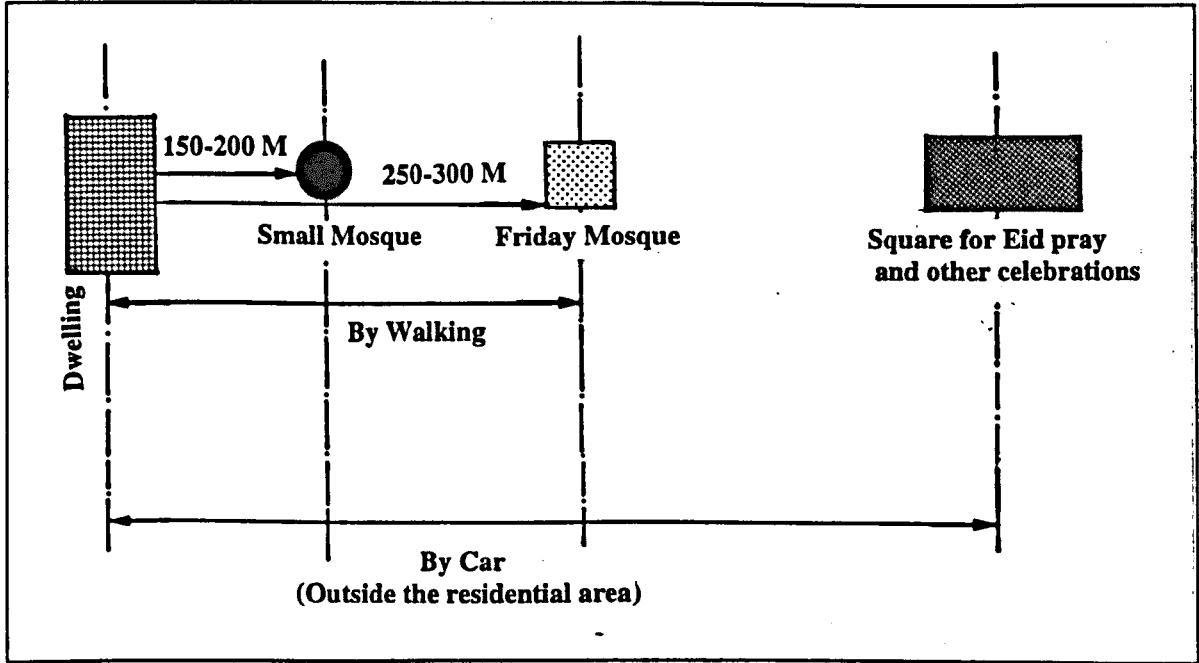 150-200 M
250-300 M
Small Mosque
Friday Mosque
Square for Eid pray
and other celebrations
Dwelling
By Walking
By Car
(Outside the residential area)